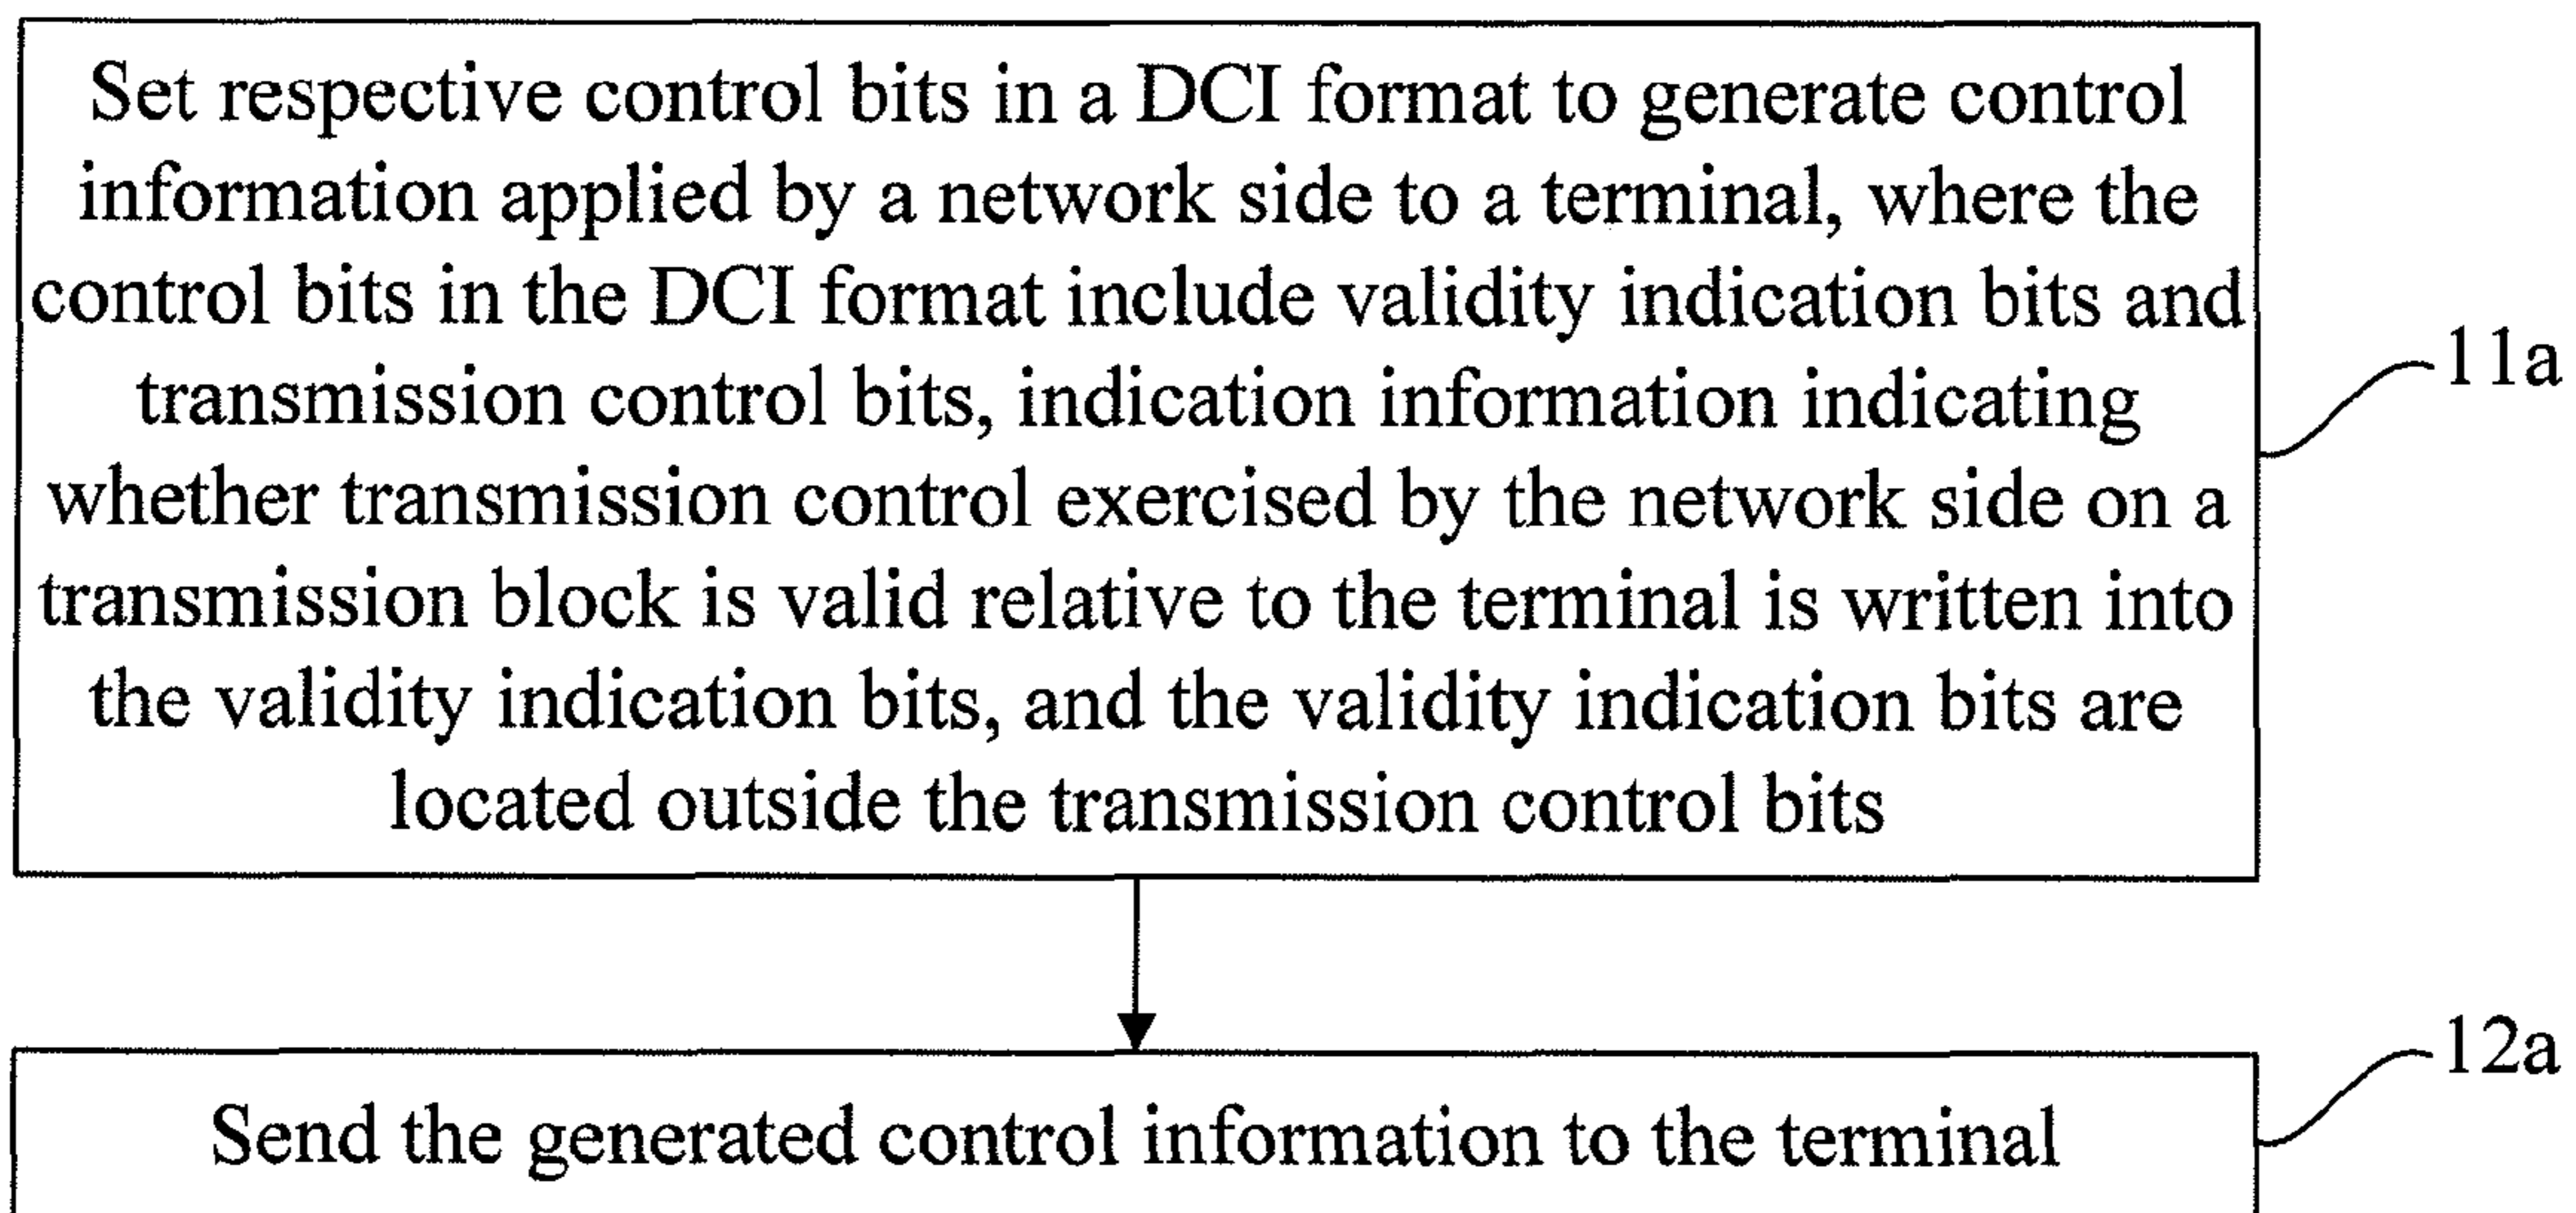 Set respective control bits in a DCI format to generate control
information applied by a network side to a terminal, where the
control bits in the DCI format include validity indication bits and
transmission control bits, indication information indicating
whether transmission control exercised by the network side on a
transmission block is valid relative to the terminal is written into
the validity indication bits, and the validity indication bits are
located outside the transmission control bits
11a
12a
Send the generated control information to the terminal